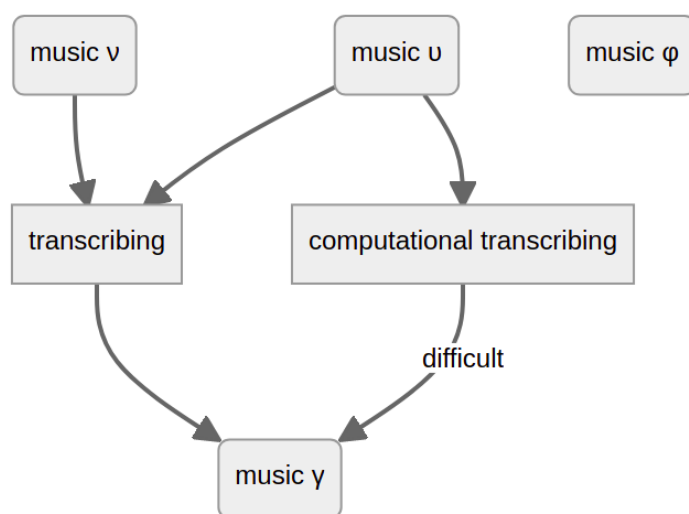 music ν
music υ
music φ
transcribing
computational transcribing
difficult
music γ